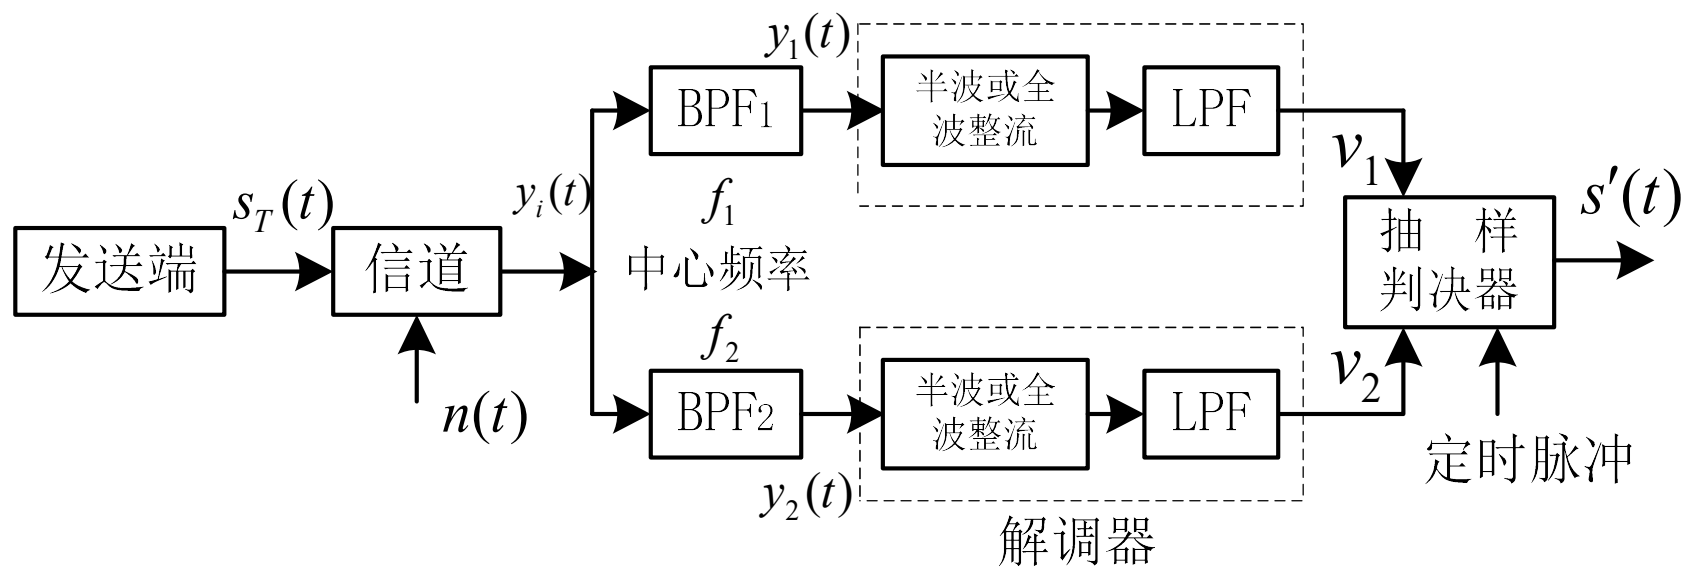 y₁(t)
半波或全
波整流
BPF₁
LPF
v₁
f₁
s_T(t)
y_i(t)
s′(t)
发送端
信道
中心频率
抽 样
判决器
f₂
v₂
n(t)
BPF₂
半波或全
波整流
LPF
定时脉冲
y₂(t)
解调器